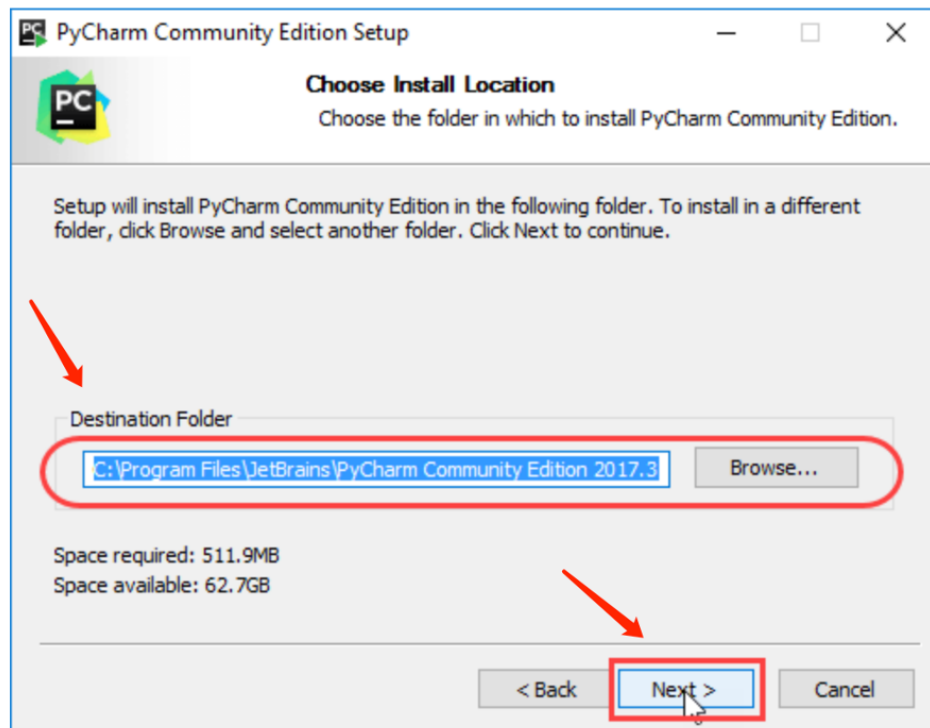 PyCharm Community Edition Setup
PC
Choose Install Location
Choose the folder in which to install PyCharm Community Edition.
Setup will install PyCharm Community Edition in the following folder. To install in a different
folder, click Browse and select another folder. Click Next to continue.
Destination Folder
C:\Program Files\JetBrains\PyCharm Community Edition 2017.3
Browse...
Space required: 511.9MB
Space available: 62.7GB
< Back
Next >
Cancel